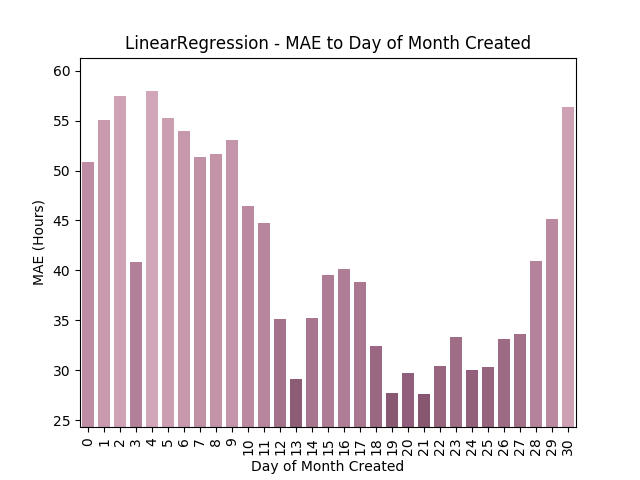 LinearRegression - MAE to Day of Month Created
60
55
50
45
40
35
30
25
MAE (Hours)
0 1 2 3 4 5 6 7 8 9 10 11 12 13 14 15 16 17 18 19 20 21 22 23 24 25 26 27 28 29 30
Day of Month Created